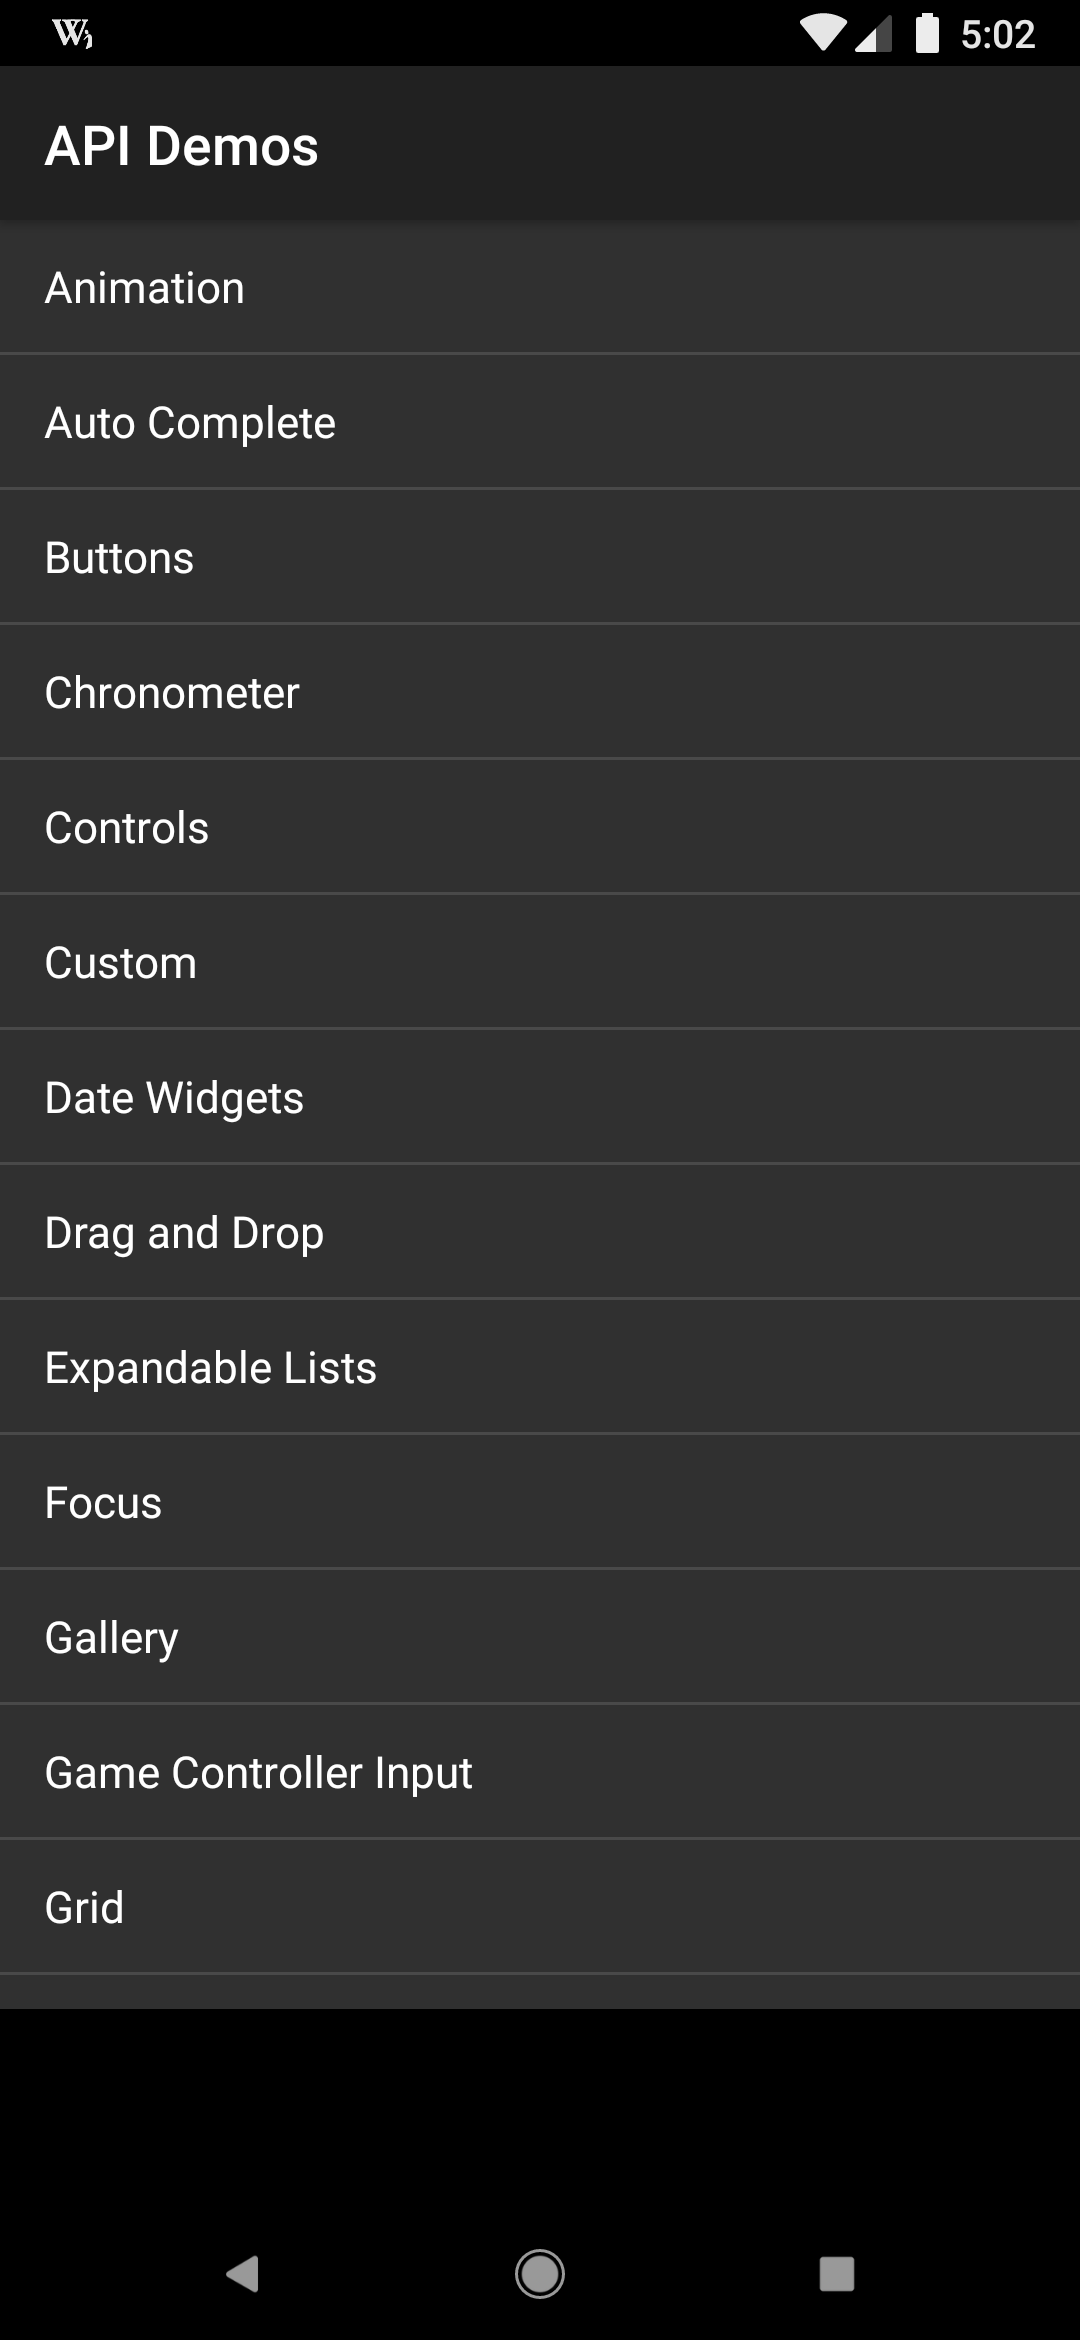 5:02
API Demos
Animation
Auto Complete
Buttons
Chronometer
Controls
Custom
Date Widgets
Drag and Drop
Expandable Lists
Focus
Gallery
Game Controller Input
Grid